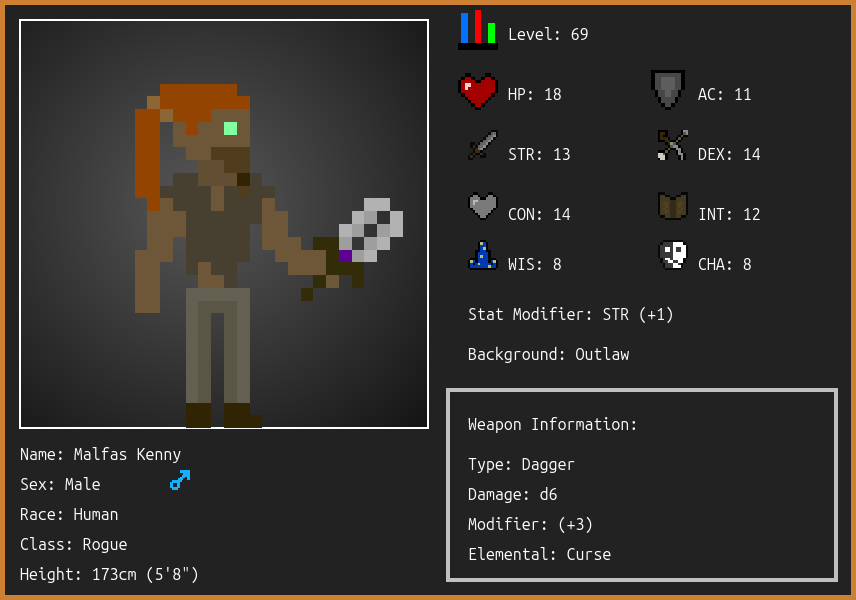 Level: 69
HP: 18
AC: 11
STR: 13
DEX: 14
CON: 14
INT: 12
WIS: 8
CHA: 8
Stat Modifier: STR (+1)
Background: Outlaw
Weapon Information:
Type: Dagger
Damage: d6
Modifier: (+3)
Elemental: Curse
Name: Malfas Kenny
Sex: Male
Race: Human
Class: Rogue
Height: 173cm (5'8")